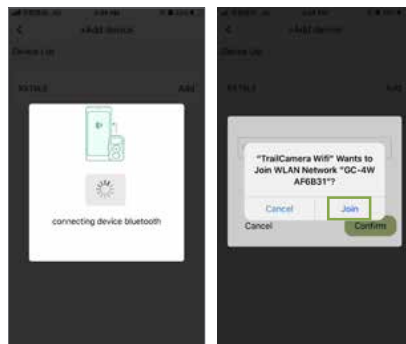 +Add device
Device List
Add
connecting device bluetooth
+Add device
Device List
"TrailCamera Wifi" Wants to
Join WLAN Network "GC-4W
AF6B31"?
Cancel
Join
Cancel
Confirm